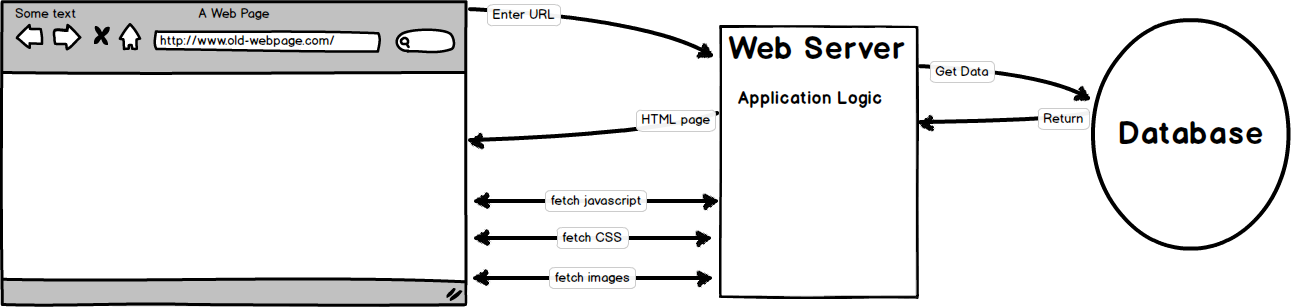 Some text
A Web Page
http://www.old-webpage.com/
Enter URL
Web Server
Application Logic
Get Data
Return
Database
HTML page
fetch javascript
fetch CSS
fetch images